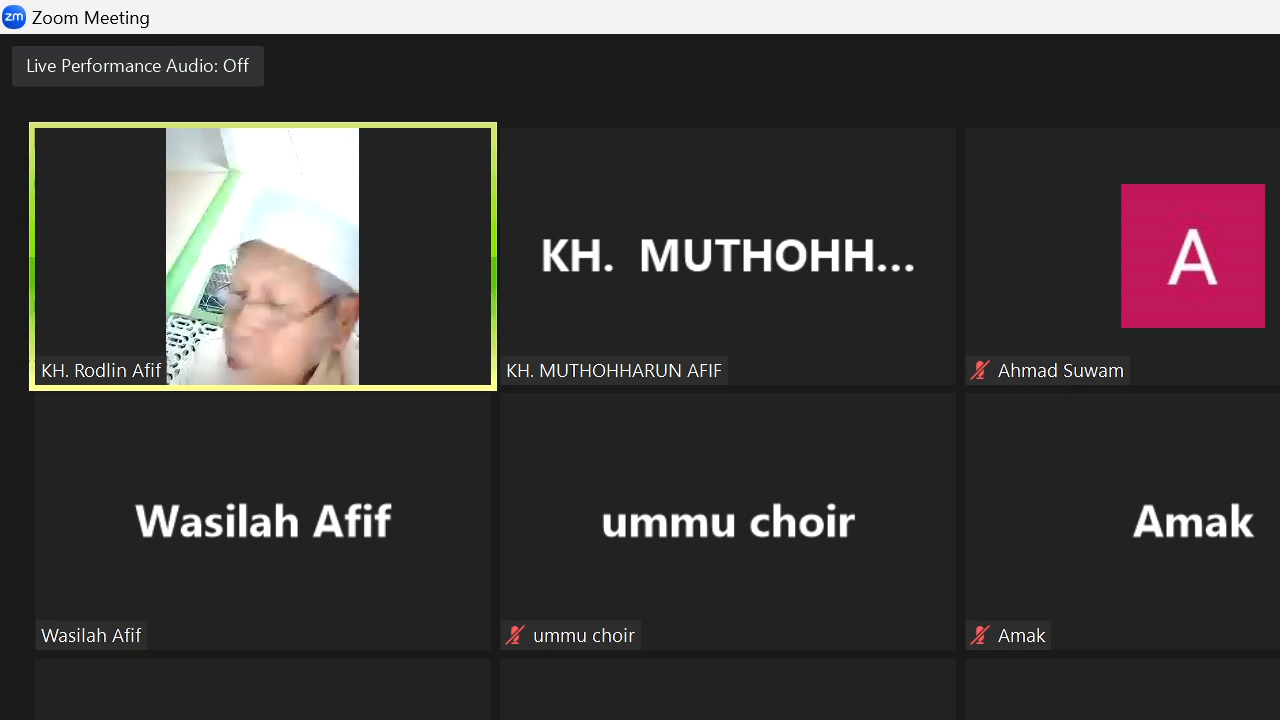 zm Zoom Meeting
Live Performance Audio: Off
KH. MUTHOHH...
A
KH. Rodlin Afif
KH. MUTHOHHARUN AFIF
Ahmad Suwam
Wasilah Afif
ummu choir
Amak
Wasilah Afif
ummu choir
Amak